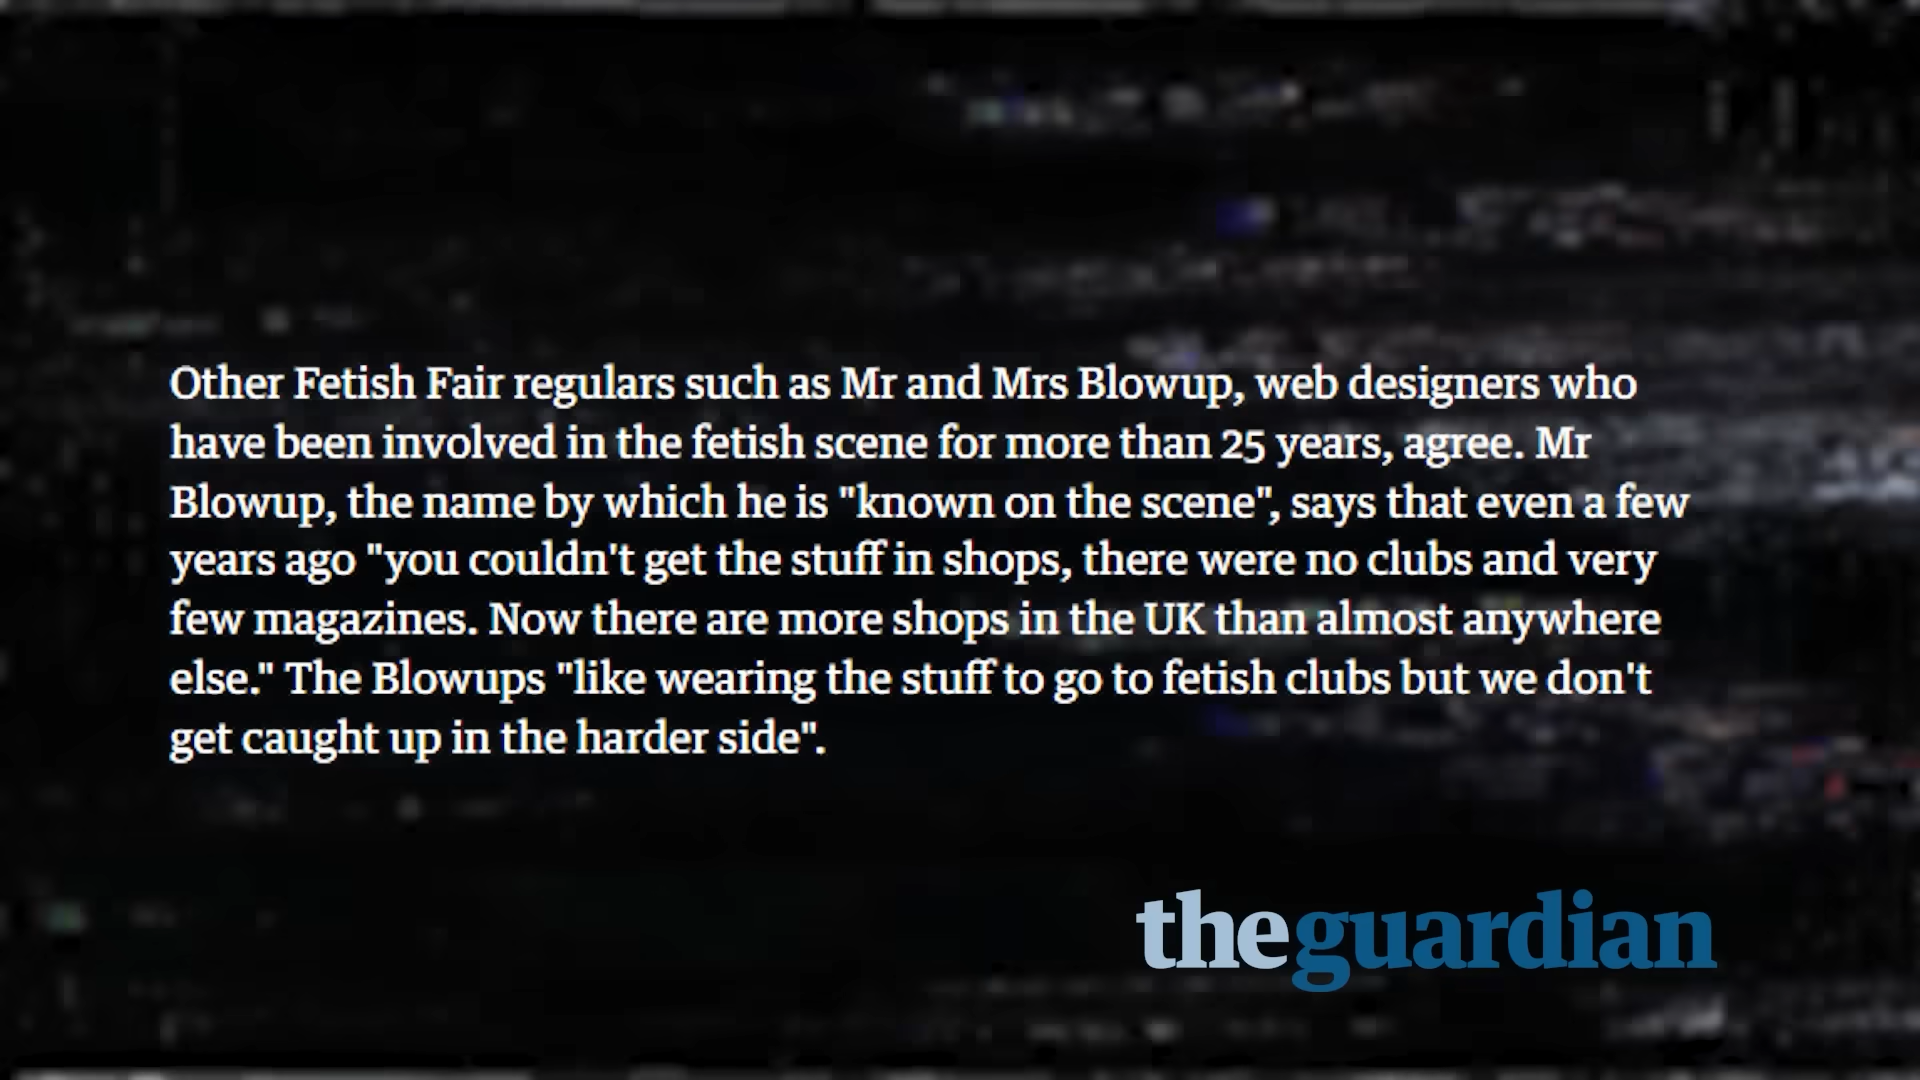 Other Fetish Fair regulars such as Mr and Mrs Blowup, web designers who
have been involved in the fetish scene for more than 25 years, agree. Mr
Blowup, the name by which he is "known on the scene", says that even a few
years ago "you couldn't get the stuff in shops, there were no clubs and very
few magazines. Now there are more shops in the UK than almost anywhere
else." The Blowups "like wearing the stuff to go to fetish clubs but we don't
get caught up in the harder side".
theguardian